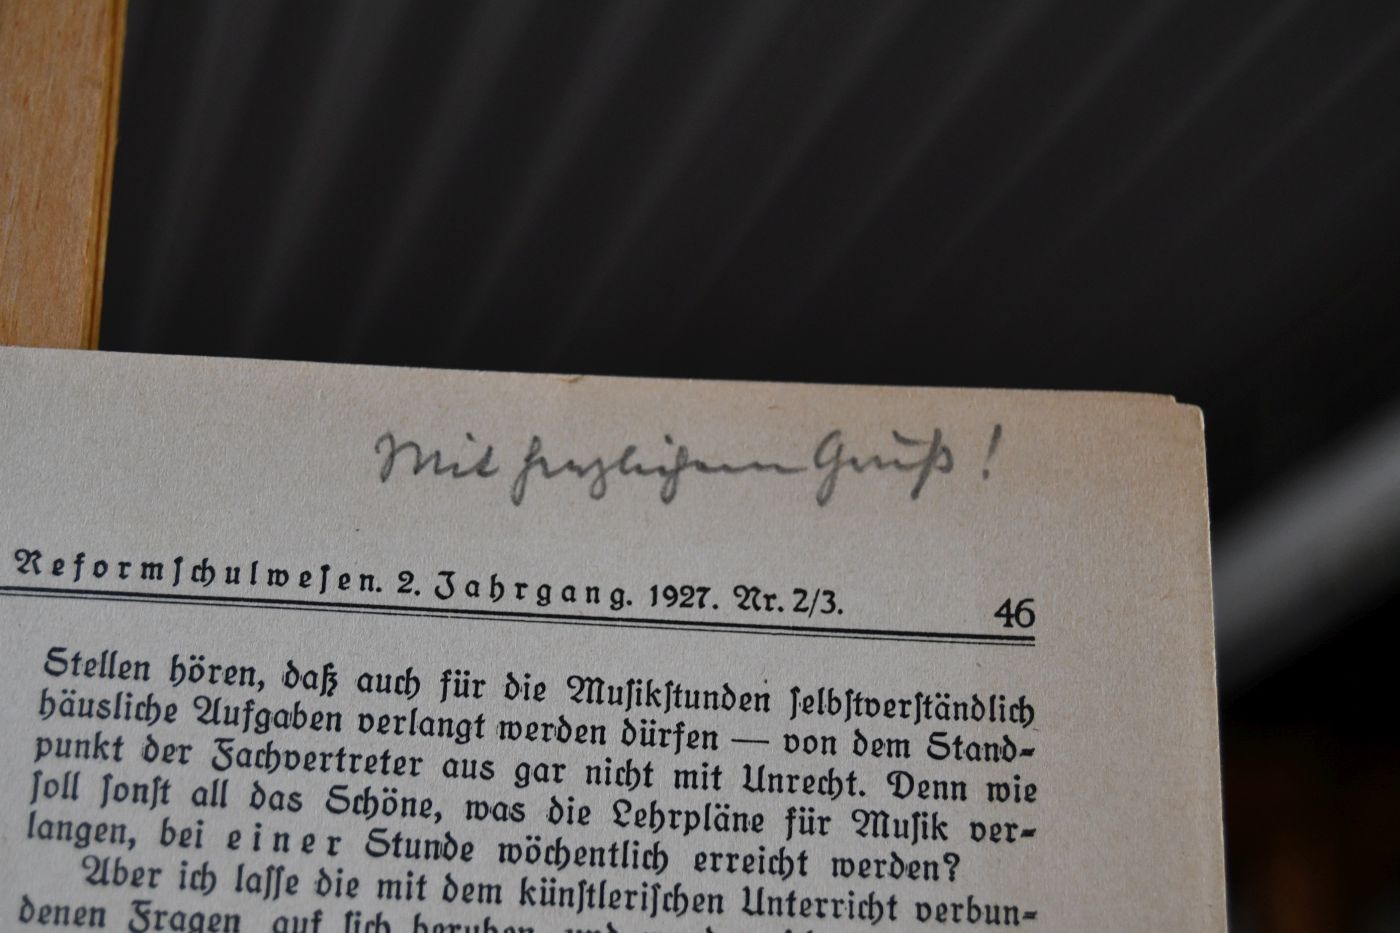 Mit herzlichem Gruß!
Reformſchulweſen. 2. Jahrgang. 1927. Nr. 2/3. 46
Stellen hören, daß auch für die Muſikſtunden ſelbſtverſtändlich
häusliche Aufgaben verlangt werden dürfen — von dem Stand-
punkt der Fachvertreter aus gar nicht mit Unrecht. Denn wie
ſoll ſonſt all das Schöne, was die Lehrpläne für Muſik ver-
langen, bei einer Stunde wöchentlich erreicht werden?
Aber ich laſſe die mit dem künſtleriſchen Unterricht verbun-
denen Fragen auf ſich beruhen